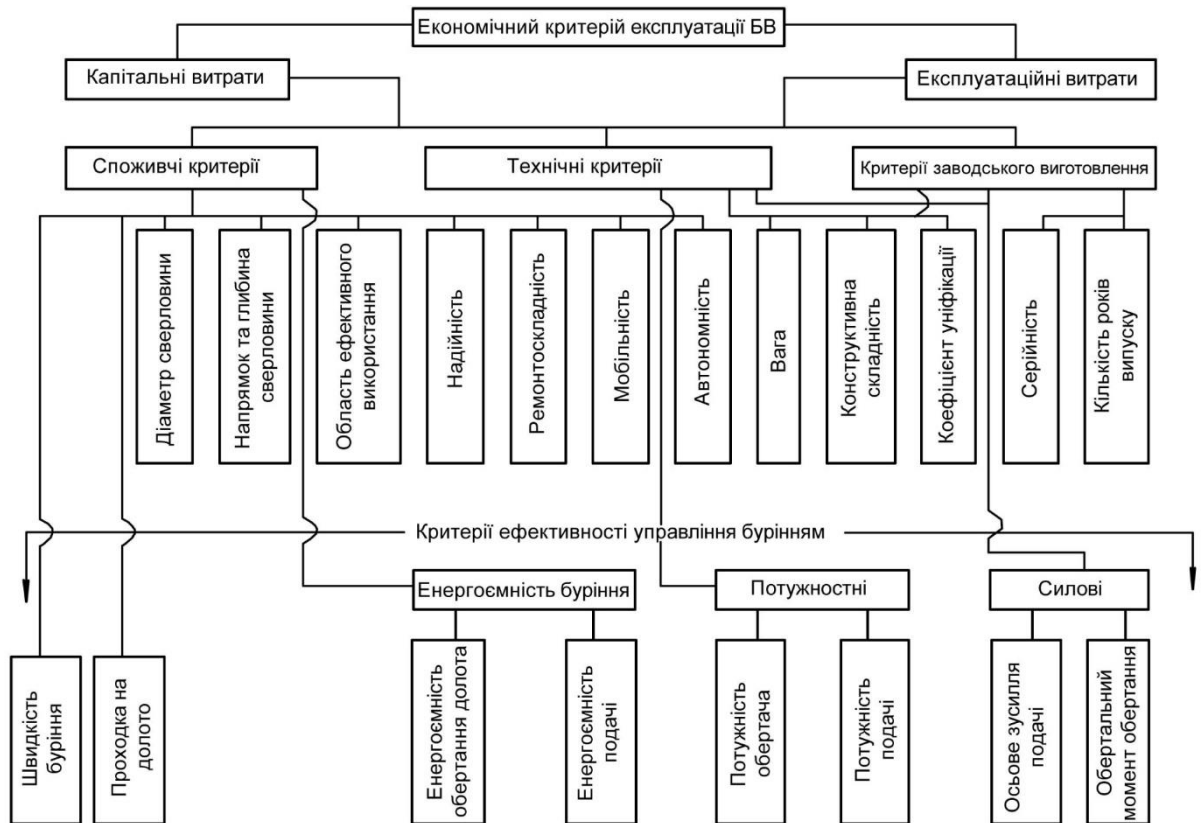 Економічний критерій експлуатації БВ
Капітальні витрати
Експлуатаційні витрати
Споживчі критерії
Технічні критерії
Критерії заводського виготовлення
Діаметр сверловини
Напрямок та глибина
сверловини
Область ефективного
використання
Надійність
Ремонтоскладність
Мобільність
Автономність
Вага
Конструктивна
складність
Коефіцієнт уніфікації
Серійність
Кількість років
випуску
Критерії ефективності управління бурінням
Енергоємність буріння
Потужностні
Силові
Швидкість
буріння
Проходка на
долото
Енергоємність
обертання долота
Енергоємність
подачі
Потужність
обертача
Потужність
подачі
Осьове зусилля
подачі
Обертальний
момент обертання